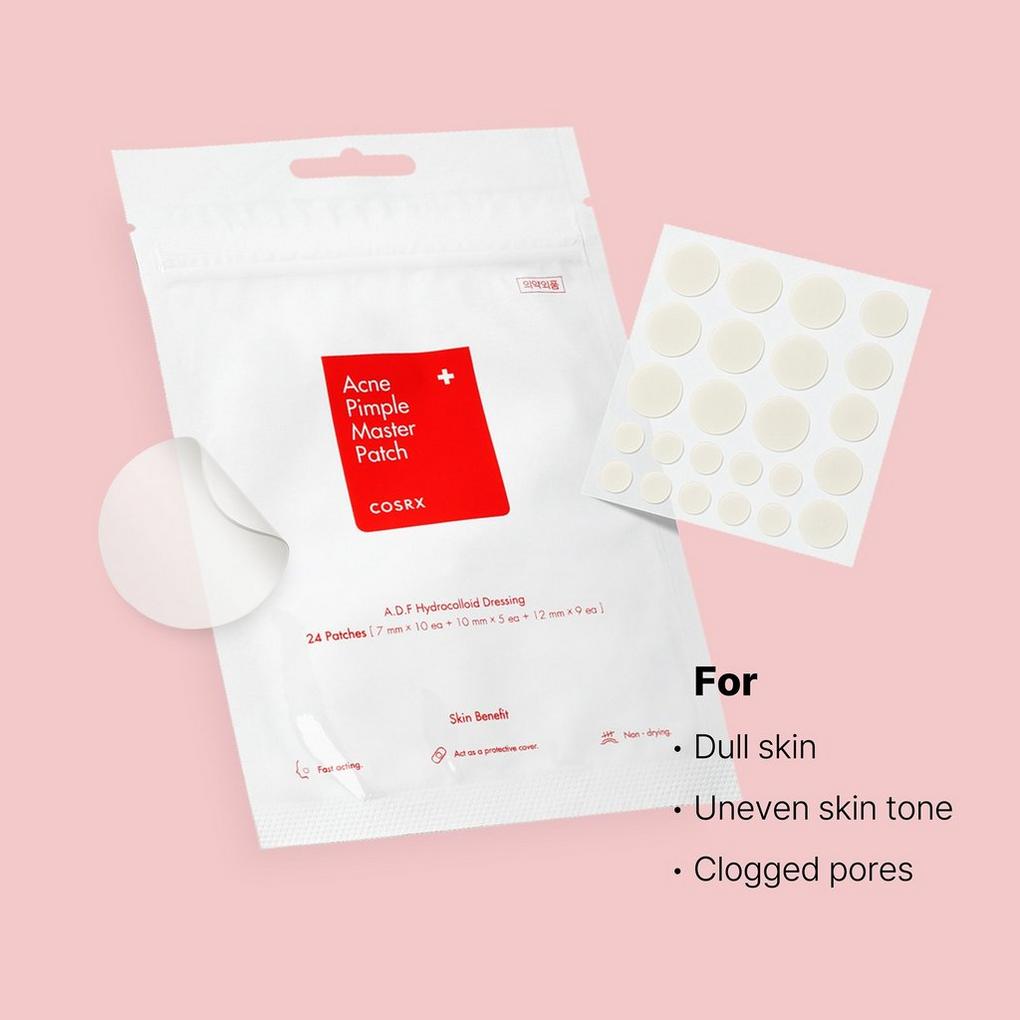 의약외품
Acne
Pimple
Master
Patch
COSRX
A.D.F Hydrocolloid Dressing
24 Patches [ 7 mm × 10 ea + 10 mm × 5 ea + 12 mm × 9 ea ]
Skin Benefit
Fast acting.
Act as a protective cover.
Non - drying.
For
• Dull skin
• Uneven skin tone
• Clogged pores